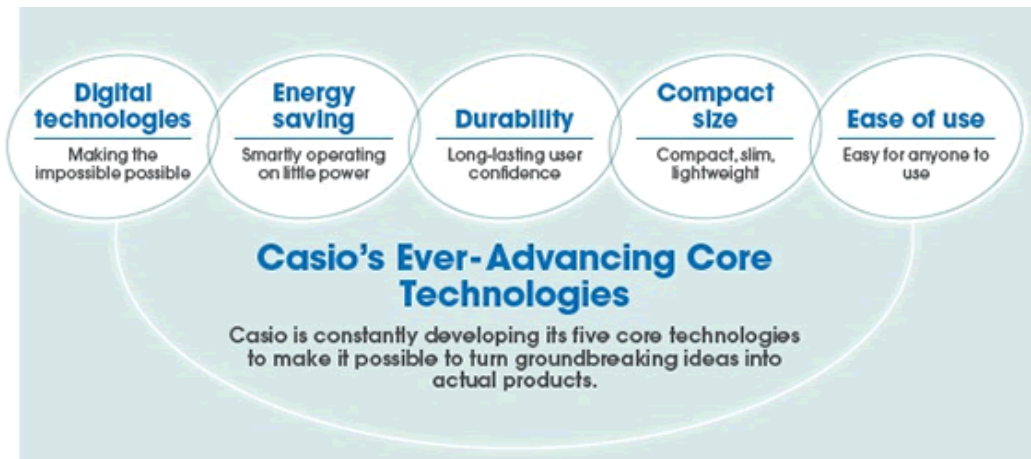 Digital
technologies
Making the
impossible possible
Energy
saving
Smartly operating
on little power
Durability
Long-lasting user
confidence
Compact
size
Compact, slim,
lightweight
Ease of use
Easy for anyone to
use
Casio's Ever-Advancing Core
Technologies
Casio is constantly developing its five core technologies
to make it possible to turn groundbreaking ideas into
actual products.